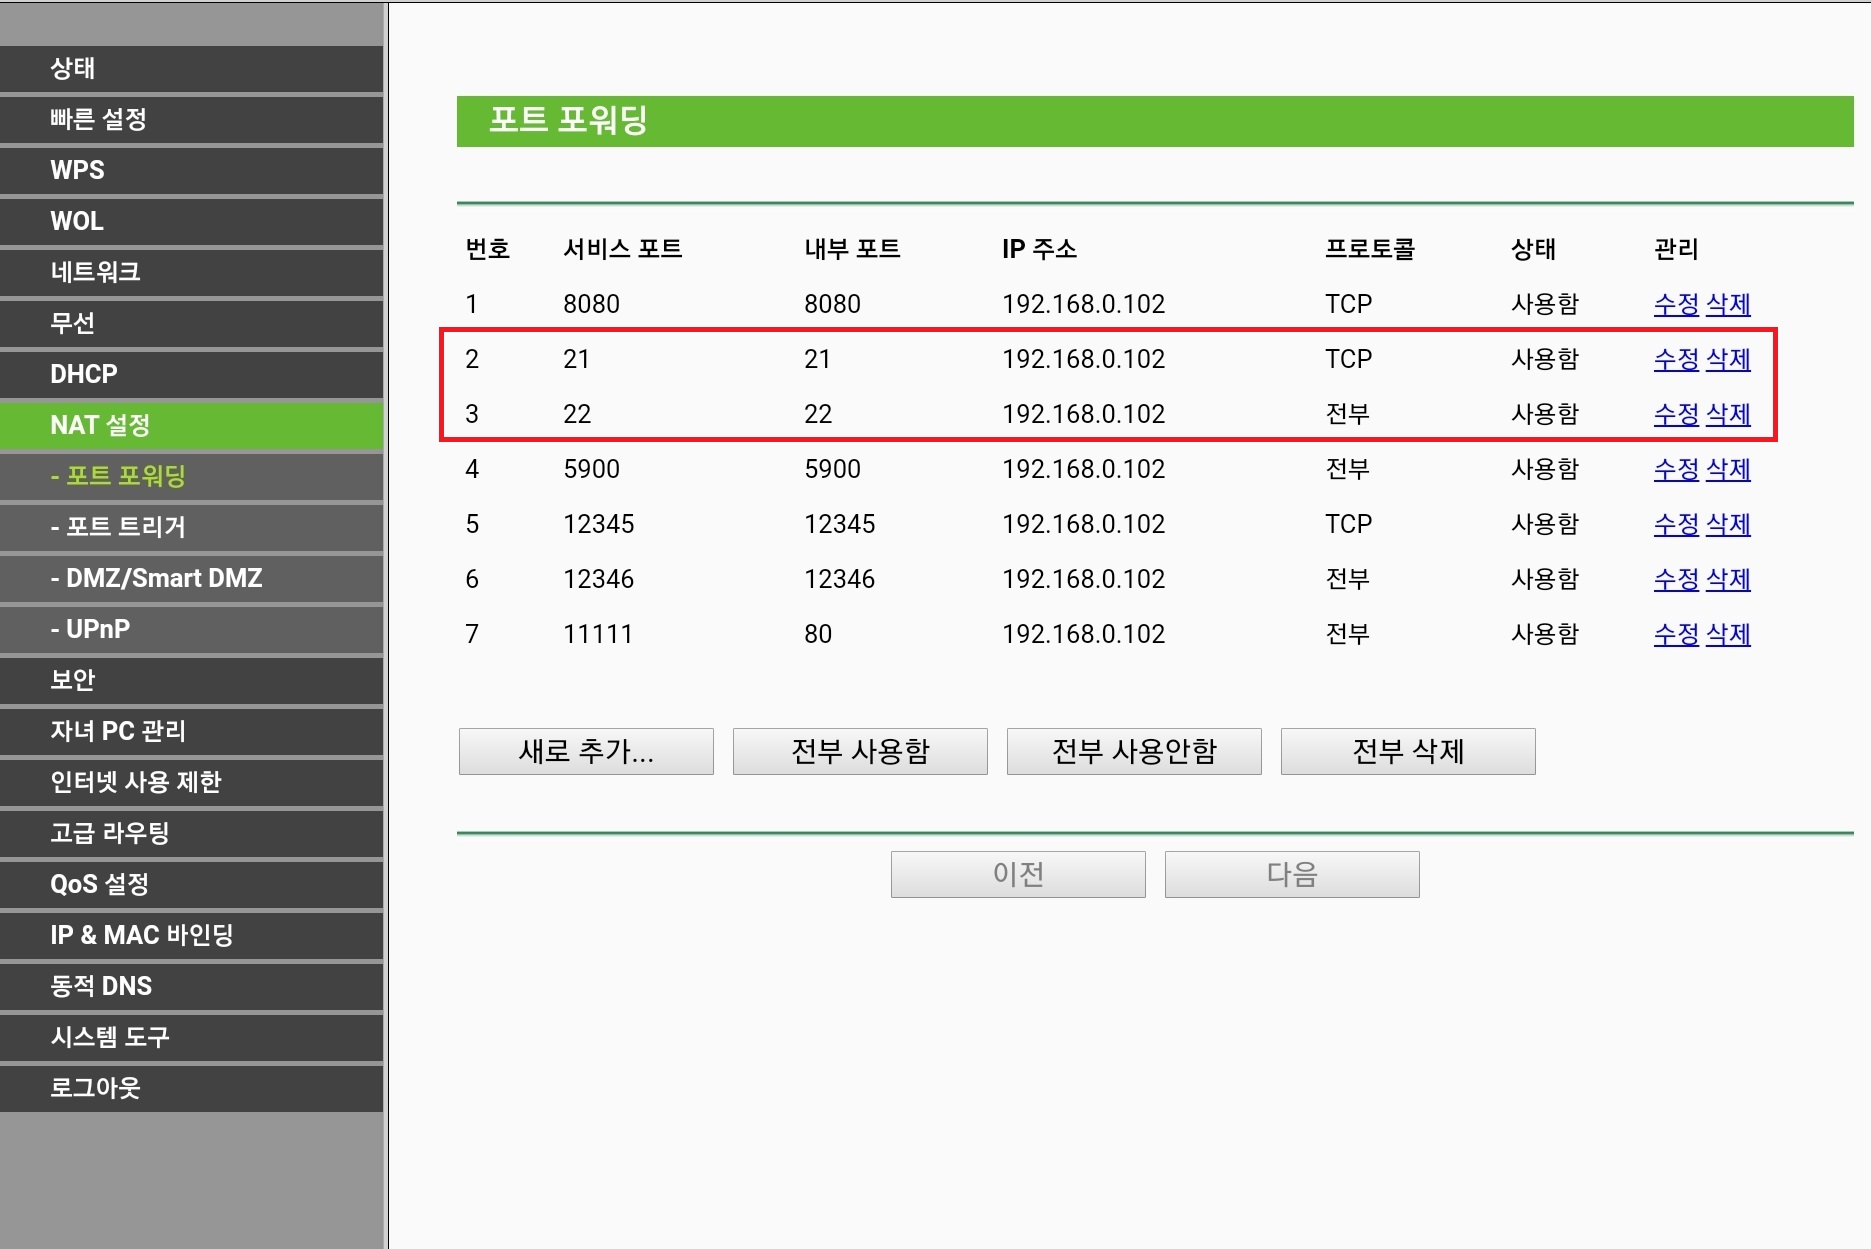 상태
빠른 설정
WPS
WOL
네트워크
무선
DHCP
NAT 설정
- 포트 포워딩
- 포트 트리거
- DMZ/Smart DMZ
- UPnP
보안
자녀 PC 관리
인터넷 사용 제한
고급 라우팅
QoS 설정
IP & MAC 바인딩
동적 DNS
시스템 도구
로그아웃
포트 포워딩
번호 서비스 포트 내부 포트 IP 주소 프로토콜 상태 관리
1 8080 8080 192.168.0.102 TCP 사용함 수정 삭제
2 21 21 192.168.0.102 TCP 사용함 수정 삭제
3 22 22 192.168.0.102 전부 사용함 수정 삭제
4 5900 5900 192.168.0.102 전부 사용함 수정 삭제
5 12345 12345 192.168.0.102 TCP 사용함 수정 삭제
6 12346 12346 192.168.0.102 전부 사용함 수정 삭제
7 11111 80 192.168.0.102 전부 사용함 수정 삭제
새로 추가... 전부 사용함 전부 사용안함 전부 삭제
이전 다음